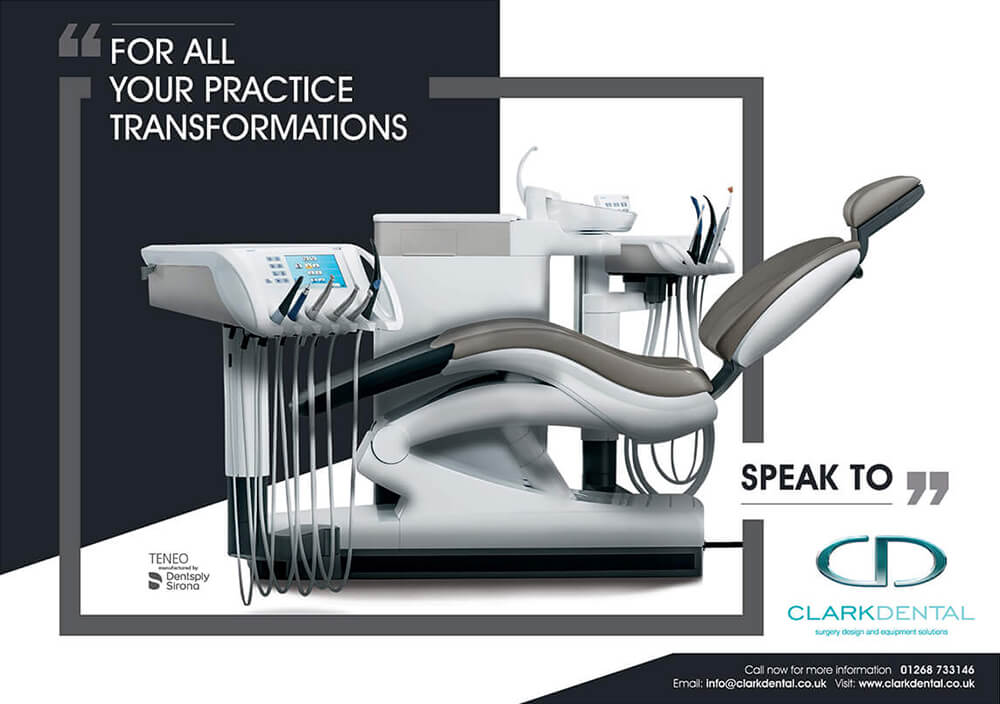 FOR ALL
YOUR PRACTICE
TRANSFORMATIONS
SPEAK TO
TENEO
manufactured by
Dentsply
Sirona
CLARKDENTAL
surgery design and equipment solutions
Call now for more information 01268 733146
Email: info@clarkdental.co.uk Visit: www.clarkdental.co.uk